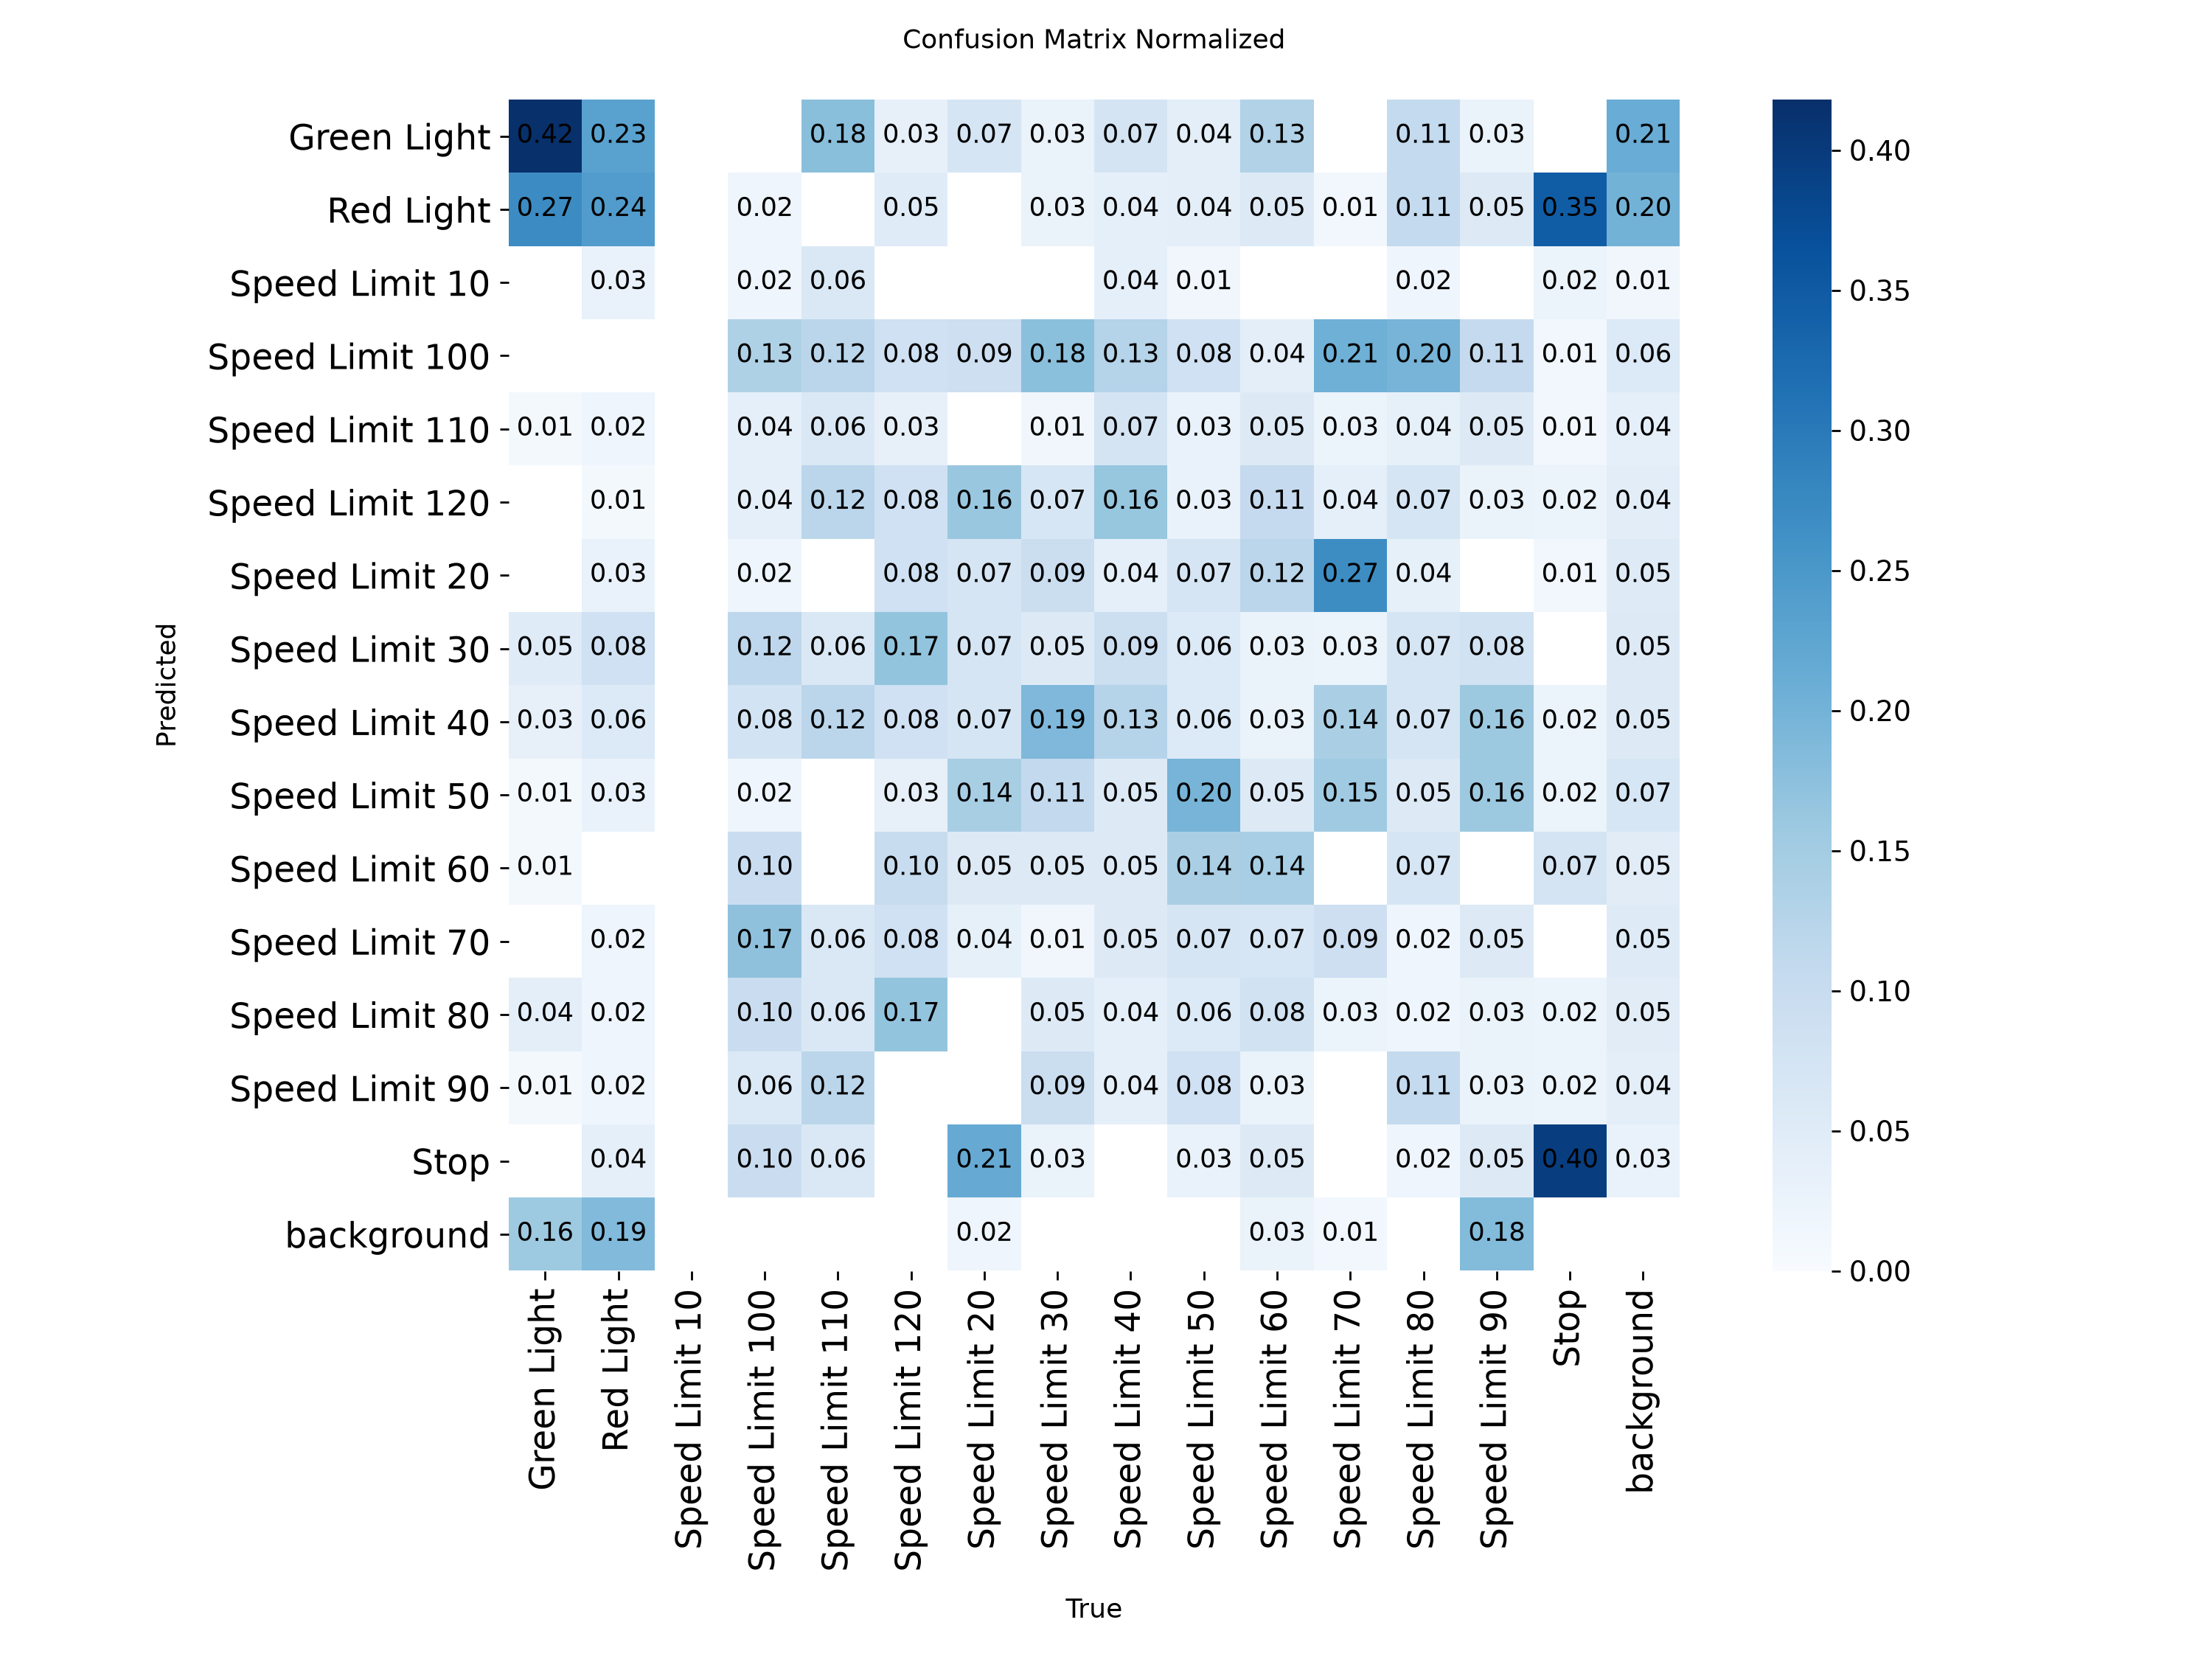 Confusion Matrix Normalized
Green Light 0.42 0.23 0.18 0.03 0.07 0.03 0.07 0.04 0.13 0.11 0.03 0.21
Red Light 0.27 0.24 0.02 0.05 0.03 0.04 0.04 0.05 0.01 0.11 0.05 0.35 0.20
Speed Limit 10 0.03 0.02 0.06 0.04 0.01 0.02 0.02 0.01
Speed Limit 100 0.13 0.12 0.08 0.09 0.18 0.13 0.08 0.04 0.21 0.20 0.11 0.01 0.06
Speed Limit 110 0.01 0.02 0.04 0.06 0.03 0.01 0.07 0.03 0.05 0.03 0.04 0.05 0.01 0.04
Speed Limit 120 0.01 0.04 0.12 0.08 0.16 0.07 0.16 0.03 0.11 0.04 0.07 0.03 0.02 0.04
Speed Limit 20 0.03 0.02 0.08 0.07 0.09 0.04 0.07 0.12 0.27 0.04 0.01 0.05
Speed Limit 30 0.05 0.08 0.12 0.06 0.17 0.07 0.05 0.09 0.06 0.03 0.03 0.07 0.08 0.05
Speed Limit 40 0.03 0.06 0.08 0.12 0.08 0.07 0.19 0.13 0.06 0.03 0.14 0.07 0.16 0.02 0.05
Speed Limit 50 0.01 0.03 0.02 0.03 0.14 0.11 0.05 0.20 0.05 0.15 0.05 0.16 0.02 0.07
Speed Limit 60 0.01 0.10 0.10 0.05 0.05 0.05 0.14 0.14 0.07 0.07 0.05
Speed Limit 70 0.02 0.17 0.06 0.08 0.04 0.01 0.05 0.07 0.07 0.09 0.02 0.05 0.05
Speed Limit 80 0.04 0.02 0.10 0.06 0.17 0.05 0.04 0.06 0.08 0.03 0.02 0.03 0.02 0.05
Speed Limit 90 0.01 0.02 0.06 0.12 0.09 0.04 0.08 0.03 0.11 0.03 0.02 0.04
Stop 0.04 0.10 0.06 0.21 0.03 0.03 0.05 0.02 0.05 0.40 0.03
background 0.16 0.19 0.02 0.03 0.01 0.18
Predicted
Green Light
Red Light
Speed Limit 10
Speed Limit 100
Speed Limit 110
Speed Limit 120
Speed Limit 20
Speed Limit 30
Speed Limit 40
Speed Limit 50
Speed Limit 60
Speed Limit 70
Speed Limit 80
Speed Limit 90
Stop
background
True
0.40
0.35
0.30
0.25
0.20
0.15
0.10
0.05
0.00